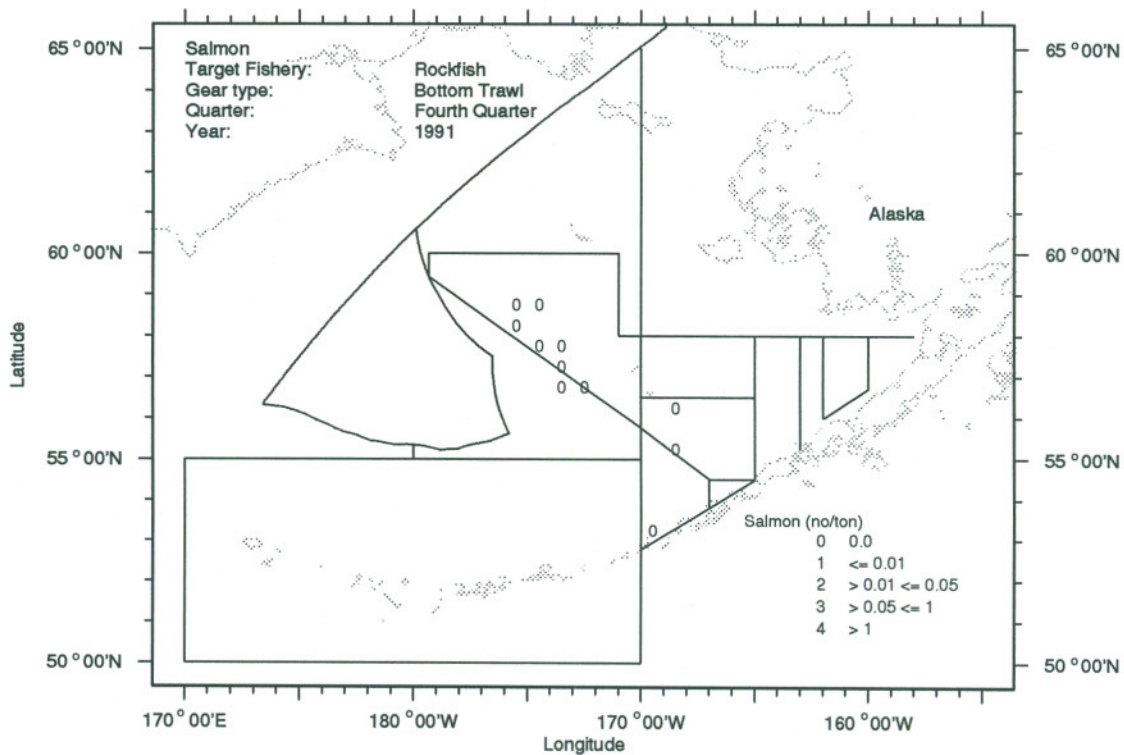 65°00'N
65°00'N
Salmon
Target Fishery: Rockfish
Gear type: Bottom Trawl
Quarter: Fourth Quarter
Year: 1991
Alaska
60°00'N
60°00'N
0 0
0
0 0
0
0 0
0
Latitude
0
55°00'N
55°00'N
0
Salmon (no/ton)
0 0.0
1 <= 0.01
2 > 0.01 <= 0.05
3 > 0.05 <= 1
4 > 1
50°00'N
50°00'N
170°00'E
180°00'W
170°00'W
160°00'W
Longitude